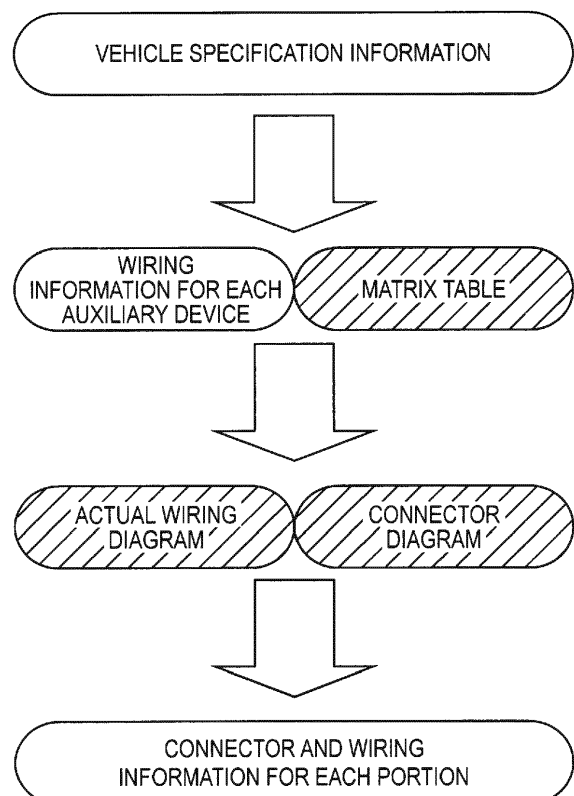 VEHICLE SPECIFICATION INFORMATION
WIRING
INFORMATION FOR EACH
AUXILIARY DEVICE
MATRIX TABLE
ACTUAL WIRING
DIAGRAM
CONNECTOR
DIAGRAM
CONNECTOR AND WIRING
INFORMATION FOR EACH PORTION